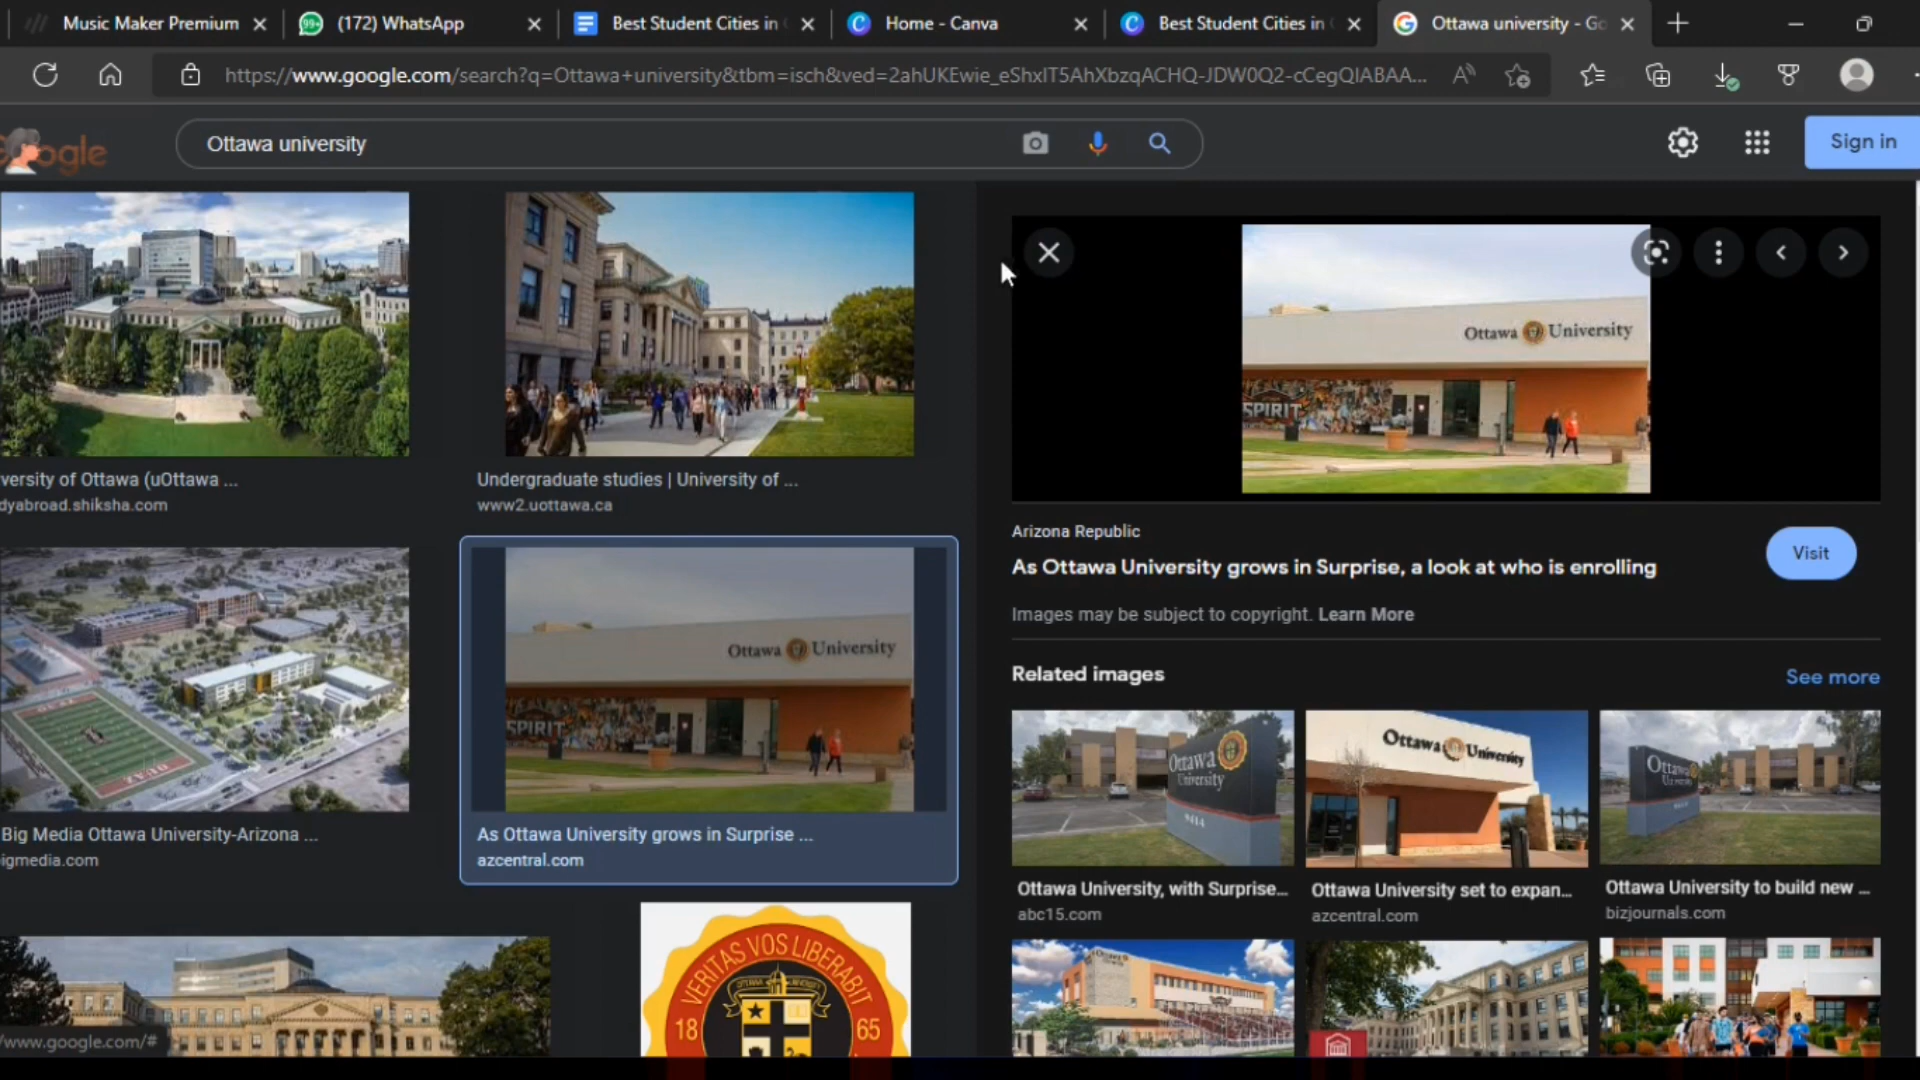 Music Maker Premium
(172) WhatsApp
Best Student Cities in
Home - Canva
Best Student Cities in
Ottawa university - Go
https://www.google.com/search?q=Ottawa+university&tbm=isch&ved=2ahUKEwie_eShxIT5AhXbzqACHQ-JDW0Q2-cCegQIABAA...
Ottawa university
Sign in
versity of Ottawa (uOttawa ...
dyabroad.shiksha.com
Undergraduate studies | University of ...
www2.uottawa.ca
Ottawa University
SPIRIT
Arizona Republic
As Ottawa University grows in Surprise, a look at who is enrolling
Visit
Images may be subject to copyright. Learn More
Ottawa University
SPIRIT
Big Media Ottawa University-Arizona ...
igmedia.com
As Ottawa University grows in Surprise ...
azcentral.com
Related images
See more
Ottawa University
9414
Ottawa University
Ottawa University
Ottawa University, with Surprise...
abc15.com
Ottawa University set to expan...
azcentral.com
Ottawa University to build new ...
bizjournals.com
VERITAS VOS LIBERABIT
18 65
/www.google.com/#